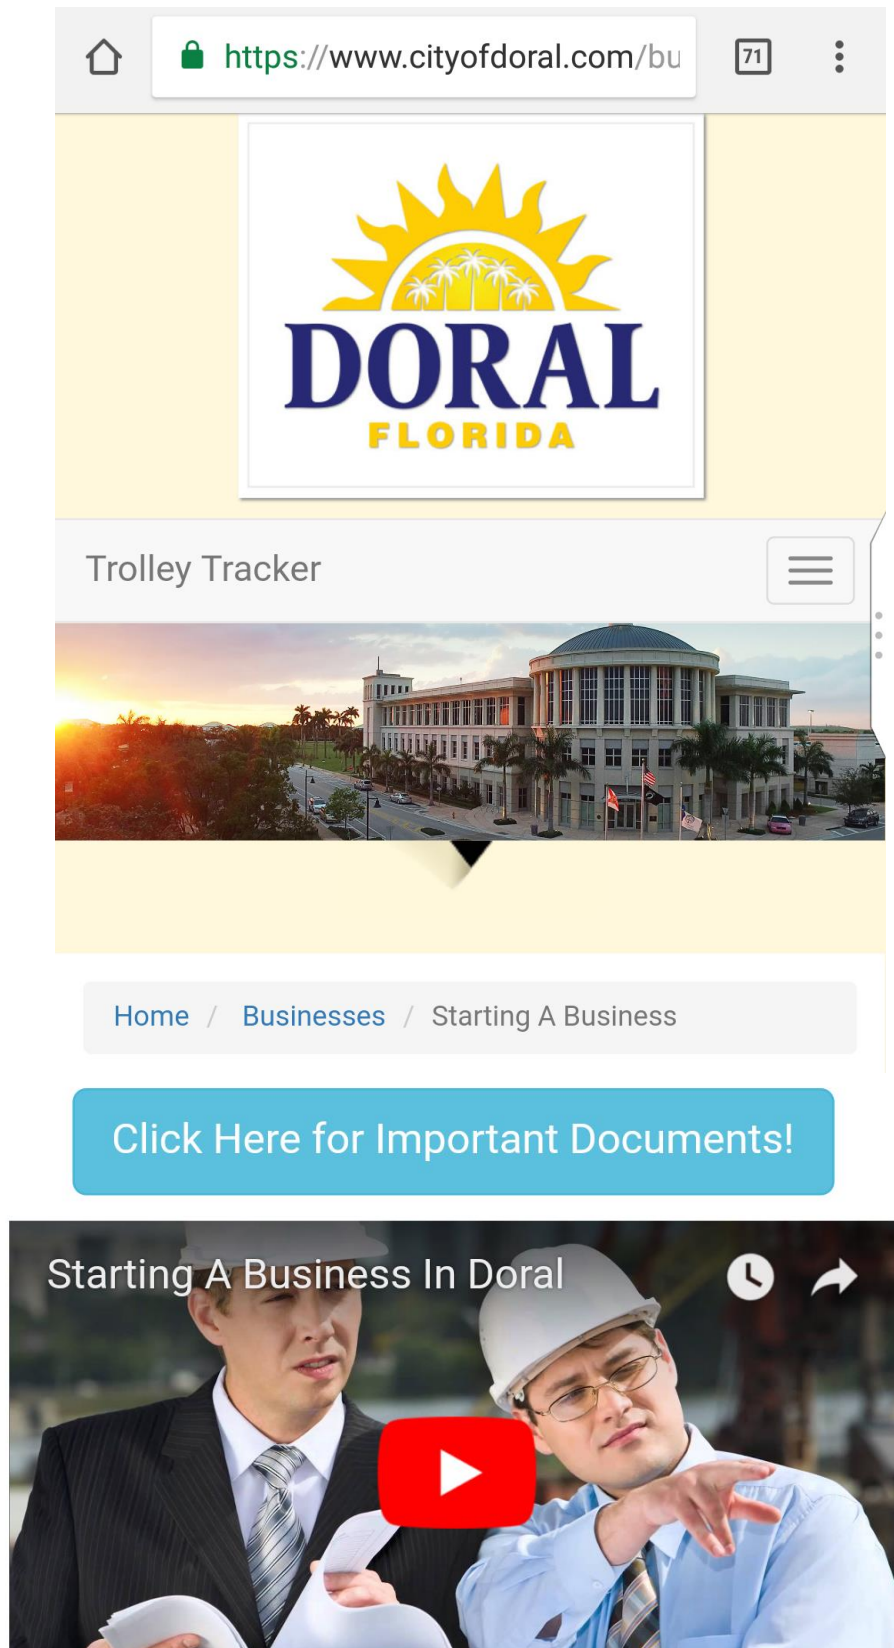 https://www.cityofdoral.com/bu
71
DORAL
FLORIDA
Trolley Tracker
Home / Businesses / Starting A Business
Click Here for Important Documents!
Starting A Business In Doral